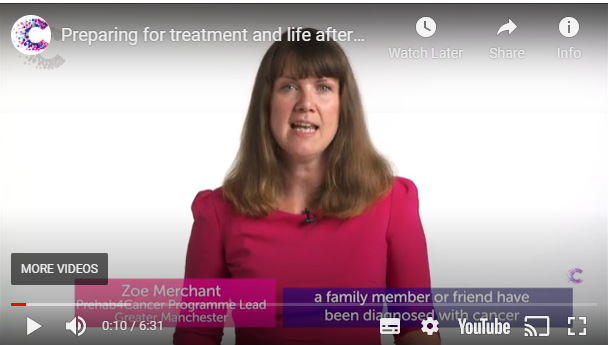 Preparing for treatment and life after…
Watch Later
Share
Info
MORE VIDEOS
Zoe Merchant
Prehab4Cancer Programme Lead
Greater Manchester
a family member or friend have
been diagnosed with cancer
0:10 / 6:31
YouTube